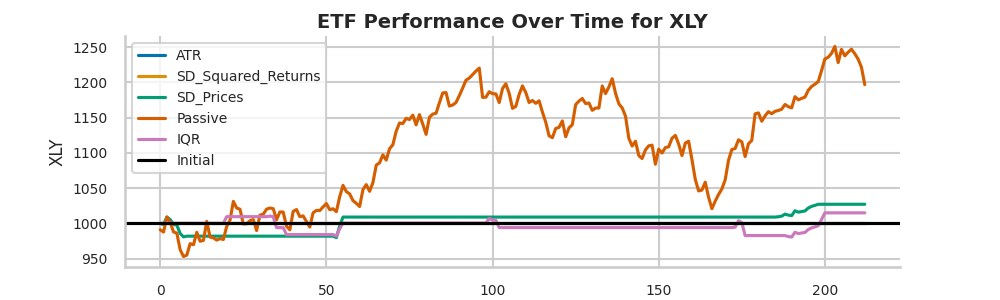 ETF Performance Over Time for XLY
XLY
1250
1200
1150
1100
1050
1000
950
ATR
SD_Squared_Returns
SD_Prices
Passive
IQR
Initial
0 50 100 150 200